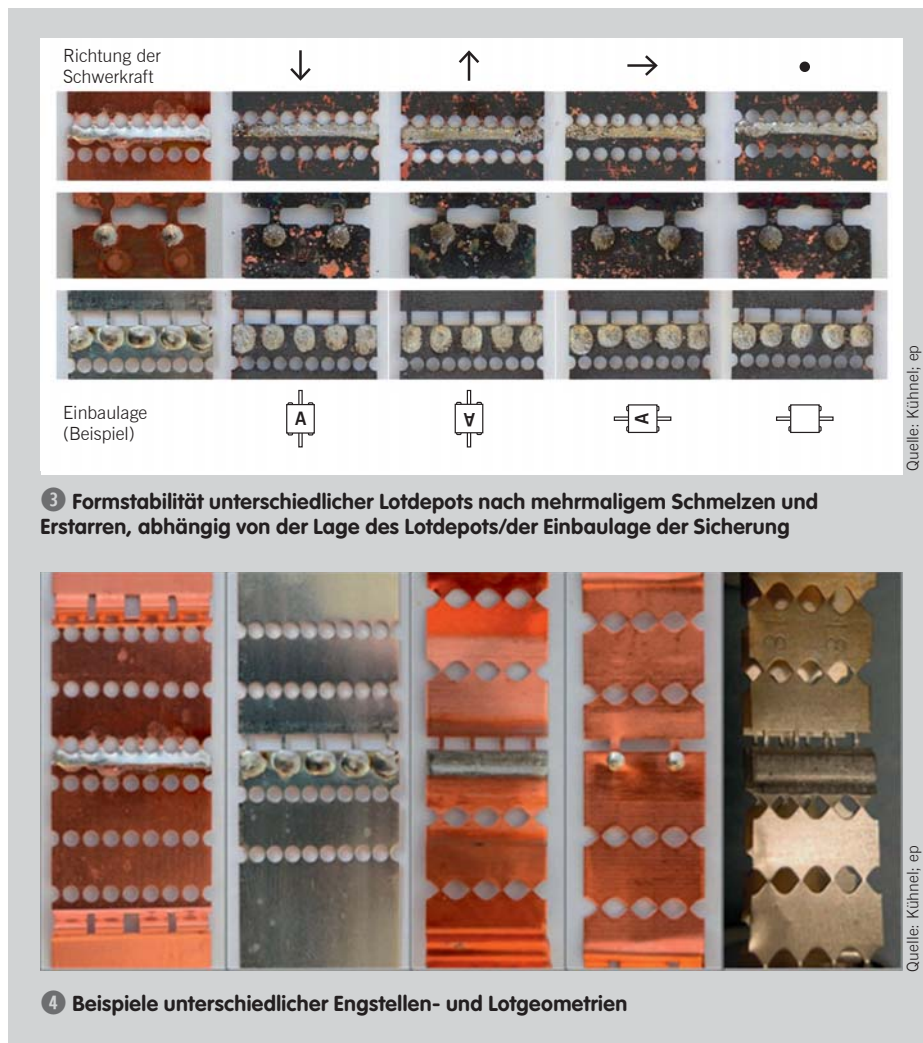 Richtung der
Schwerkraft
A
A
A
Einbaulage
(Beispiel)
Quelle: Kühnel; ep
3 Formstabilität unterschiedlicher Lotdepots nach mehrmaligem Schmelzen und
Erstarren, abhängig von der Lage des Lotdepots/der Einbaulage der Sicherung
Quelle: Kühnel; ep
4 Beispiele unterschiedlicher Engstellen- und Lotgeometrien